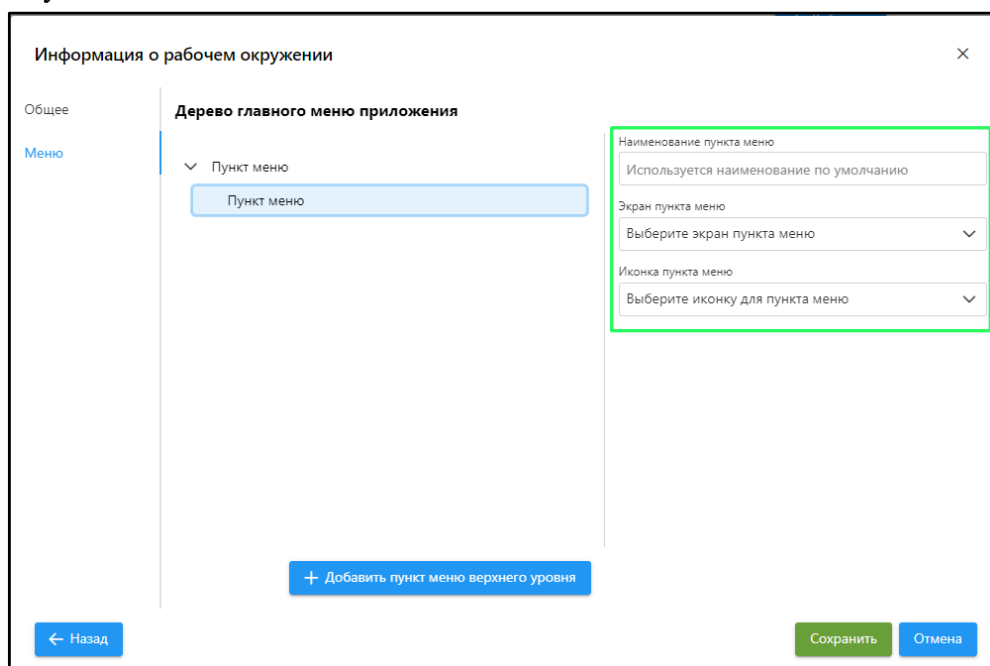 Информация о рабочем окружении
Общее
Меню
Дерево главного меню приложения
Пункт меню
Пункт меню
Наименование пункта меню
Используется наименование по умолчанию
Экран пункта меню
Выберите экран пункта меню
Иконка пункта меню
Выберите иконку для пункта меню
+ Добавить пункт меню верхнего уровня
← Назад
Сохранить
Отмена